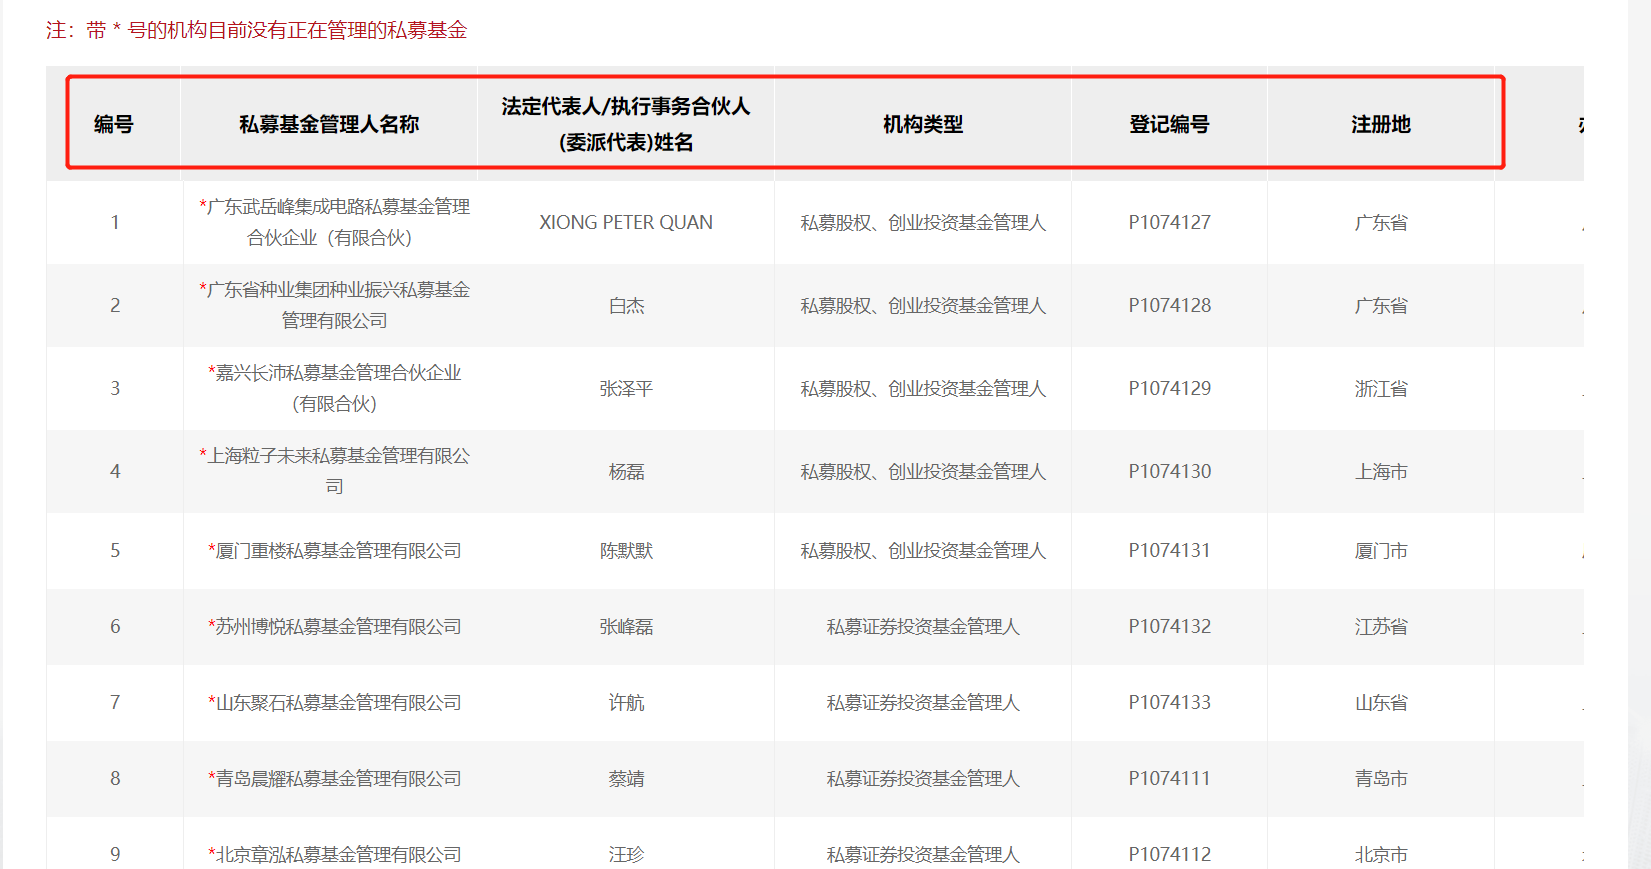 注：带 * 号的机构目前没有正在管理的私募基金
编号 私募基金管理人名称 法定代表人/执行事务合伙人 机构类型 登记编号 注册地
(委派代表)姓名
1 *广东武岳峰集成电路私募基金管理 XIONG PETER QUAN 私募股权、创业投资基金管理人 P1074127 广东省
合伙企业（有限合伙）
2 *广东省种业集团种业振兴私募基金 白杰 私募股权、创业投资基金管理人 P1074128 广东省
管理有限公司
3 *嘉兴长沛私募基金管理合伙企业 张泽平 私募股权、创业投资基金管理人 P1074129 浙江省
（有限合伙）
4 *上海粒子未来私募基金管理有限公 杨磊 私募股权、创业投资基金管理人 P1074130 上海市
司
5 *厦门重楼私募基金管理有限公司 陈默默 私募股权、创业投资基金管理人 P1074131 厦门市
6 *苏州博悦私募基金管理有限公司 张峰磊 私募证券投资基金管理人 P1074132 江苏省
7 *山东聚石私募基金管理有限公司 许航 私募证券投资基金管理人 P1074133 山东省
8 *青岛晨耀私募基金管理有限公司 蔡靖 私募证券投资基金管理人 P1074111 青岛市
9 *北京章泓私募基金管理有限公司 汪珍 私募证券投资基金管理人 P1074112 北京市